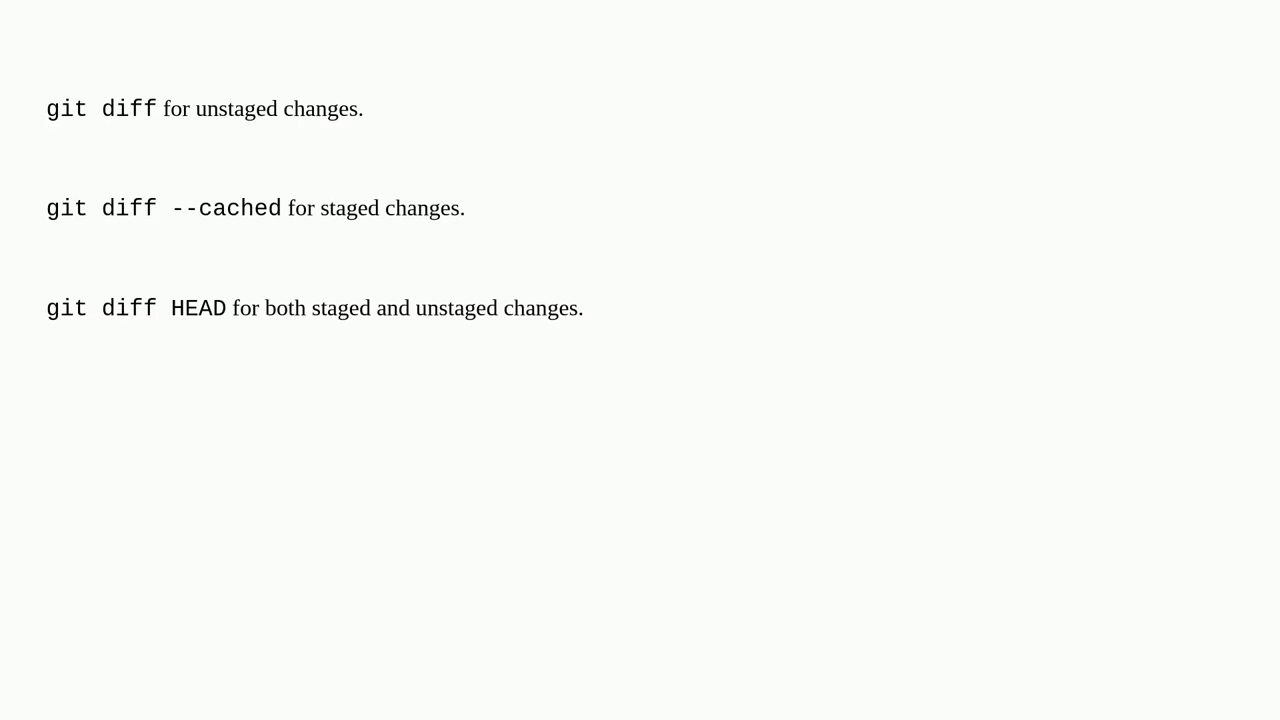 git diff for unstaged changes.
git diff --cached for staged changes.
git diff HEAD for both staged and unstaged changes.